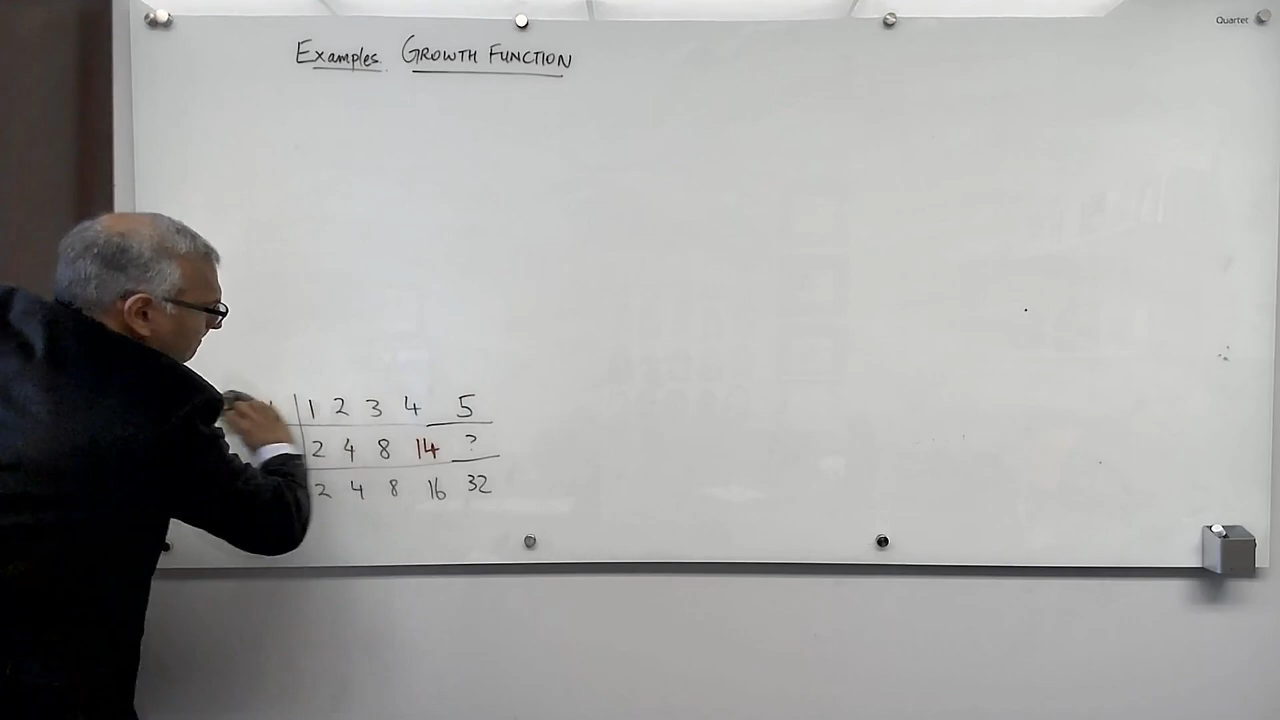 Quartet
Examples. GROWTH FUNCTION
1 2 3 4 5
2 4 8 14 ?
2 4 8 16 32